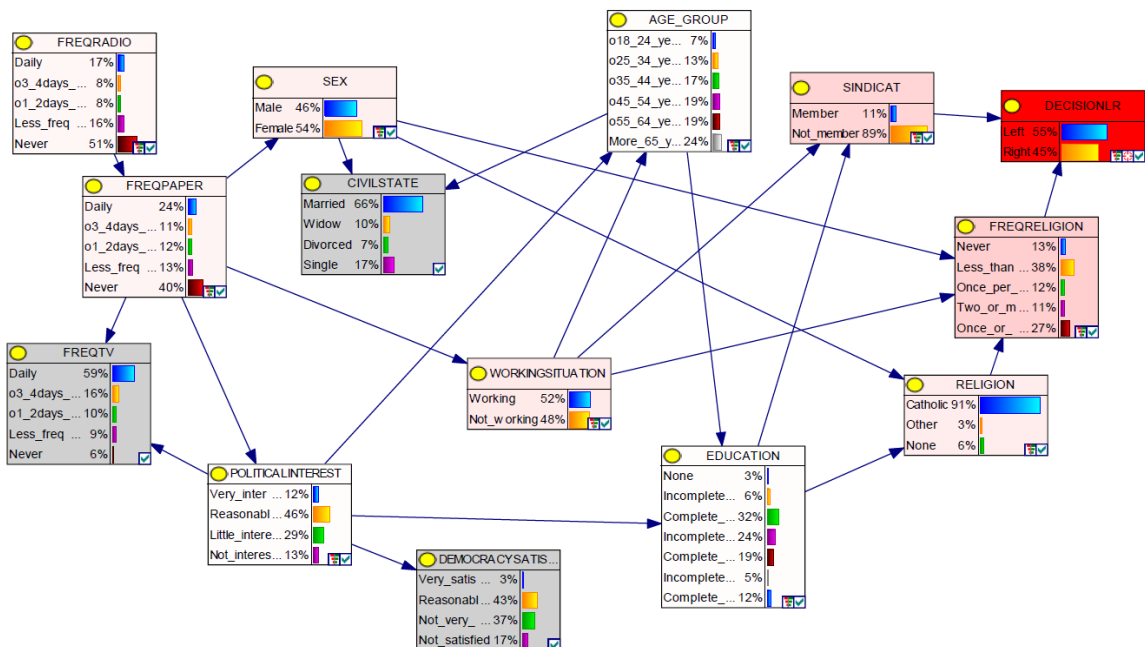 FREQRADIO
Daily 17%
o3_4days_... 8%
o1_2days_... 8%
Less_freq ... 16%
Never 51%
SEX
Male 46%
Female 54%
AGE_GROUP
o18_24_ye... 7%
o25_34_ye... 13%
o35_44_ye... 17%
o45_54_ye... 19%
o55_64_ye... 19%
More_65_y... 24%
SINDICAT
Member 11%
Not_member 89%
DECISIONLR
Left 55%
Right 45%
FREQPAPER
Daily 24%
o3_4days_... 11%
o1_2days_... 12%
Less_freq ... 13%
Never 40%
CIVILSTATE
Married 66%
Widow 10%
Divorced 7%
Single 17%
FREQRELIGION
Never 13%
Less_than ... 38%
Once_per_... 12%
Two_or_m ... 11%
Once_or_ ... 27%
FREQTV
Daily 59%
o3_4days_... 16%
o1_2days_... 10%
Less_freq ... 9%
Never 6%
WORKINGSITUATION
Working 52%
Not_working 48%
RELIGION
Catholic 91%
Other 3%
None 6%
POLITICALINTEREST
Very_inter ... 12%
Reasonabl ... 46%
Little_intere... 29%
Not_interes... 13%
EDUCATION
None 3%
Incomplete... 6%
Complete_... 32%
Incomplete... 24%
Complete_... 19%
Incomplete... 5%
Complete_... 12%
DEMOCRACYSATIS...
Very_satis ... 3%
Reasonabl ... 43%
Not_very_ ... 37%
Not_satisfied 17%